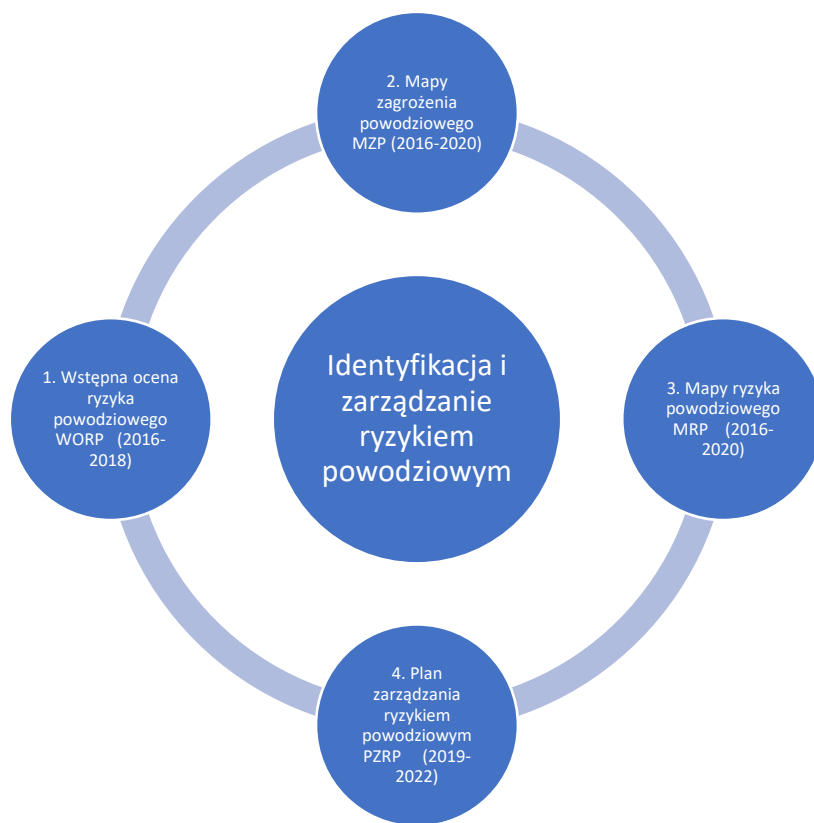 2. Mapy
zagrożenia
powodziowego
MZP (2016-2020)
1. Wstępna ocena
ryzyka
powodziowego
WORP (2016-
2018)
Identyfikacja i
zarządzanie
ryzykiem
powodziowym
3. Mapy ryzyka
powodziowego
MRP (2016-
2020)
4. Plan
zarządzania
ryzykiem
powodziowym
PZRP (2019-
2022)